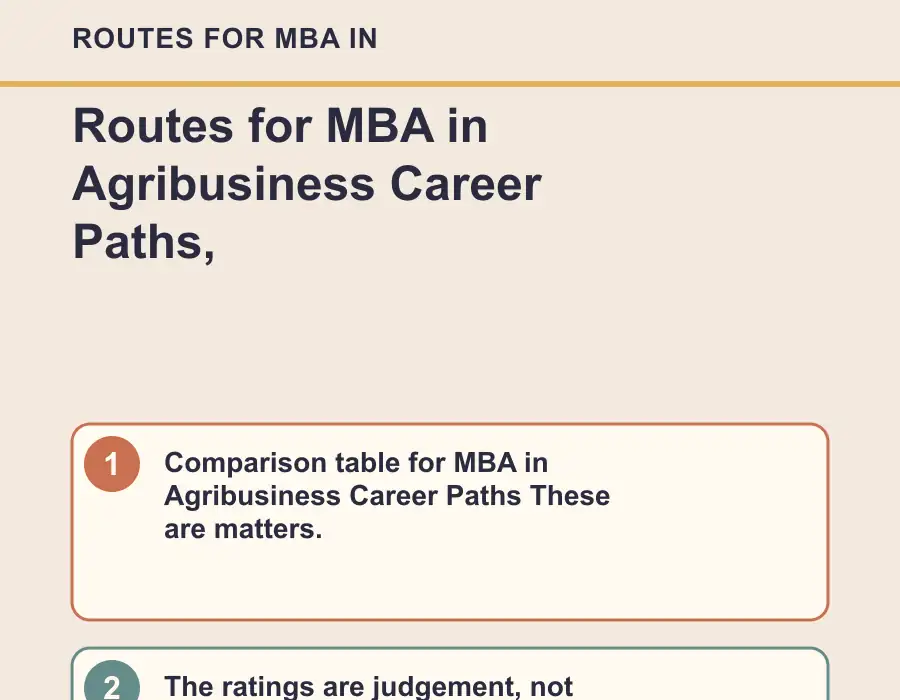 ROUTES FOR MBA IN
Routes for MBA in
Agribusiness Career
Paths,
1
Comparison table for MBA in
Agribusiness Career Paths These
are matters.
2
The ratings are judgement, not